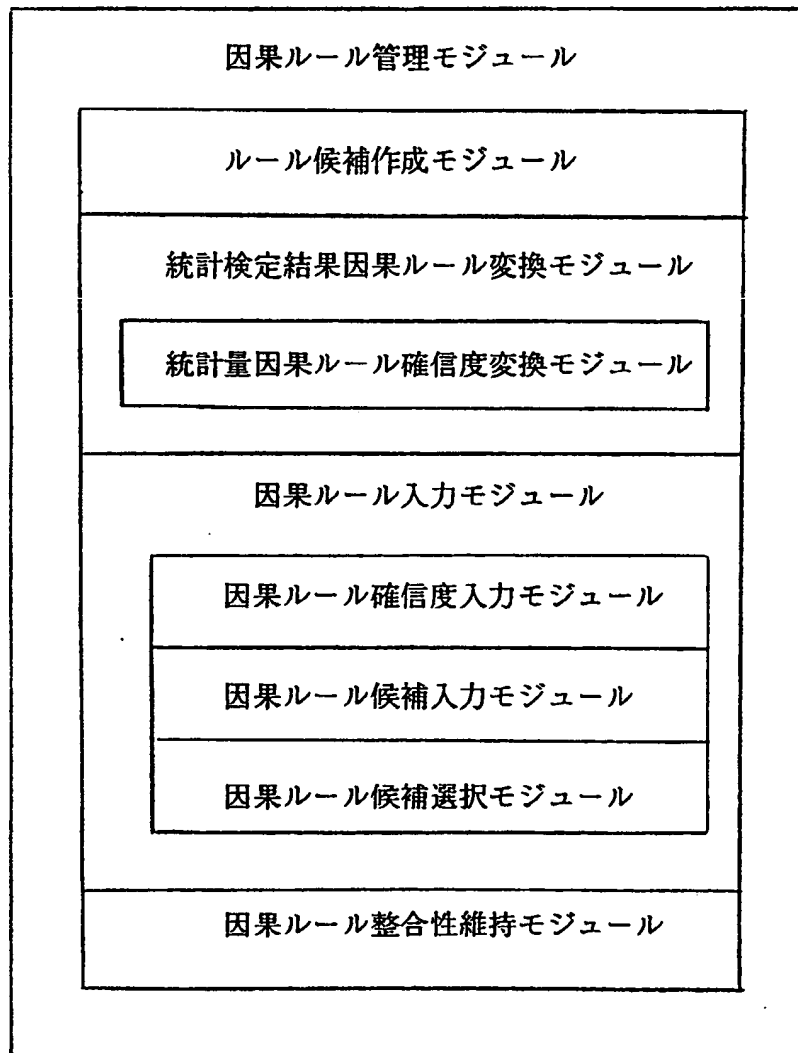 因果ルール管理モジュール
ルール候補作成モジュール
統計検定結果因果ルール変換モジュール
統計量因果ルール確信度変換モジュール
因果ルール入力モジュール
因果ルール確信度入力モジュール
因果ルール候補入力モジュール
因果ルール候補選択モジュール
因果ルール整合性維持モジュール